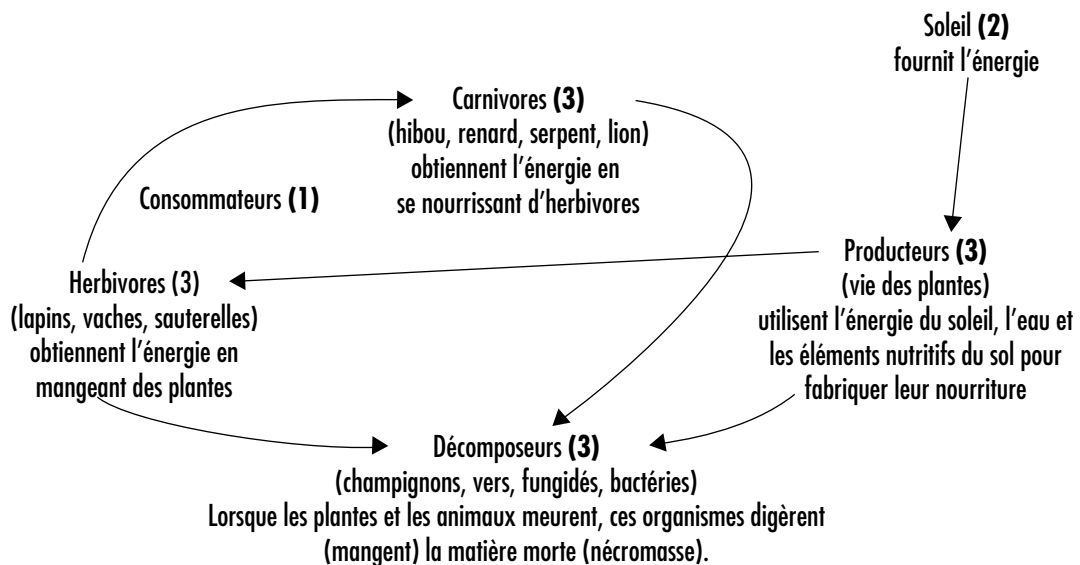 Soleil (2)
fournit l’énergie
Carnivores (3)
(hibou, renard, serpent, lion)
obtiennent l’énergie en
se nourrissant d’herbivores
Consommateurs (1)
Herbivores (3)
(lapins, vaches, sauterelles)
obtiennent l’énergie en
mangeant des plantes
Producteurs (3)
(vie des plantes)
utilisent l’énergie du soleil, l’eau et
les éléments nutritifs du sol pour
fabriquer leur nourriture
Décomposeurs (3)
(champignons, vers, fungidés, bactéries)
Lorsque les plantes et les animaux meurent, ces organismes digèrent
(mangent) la matière morte (nécromasse).